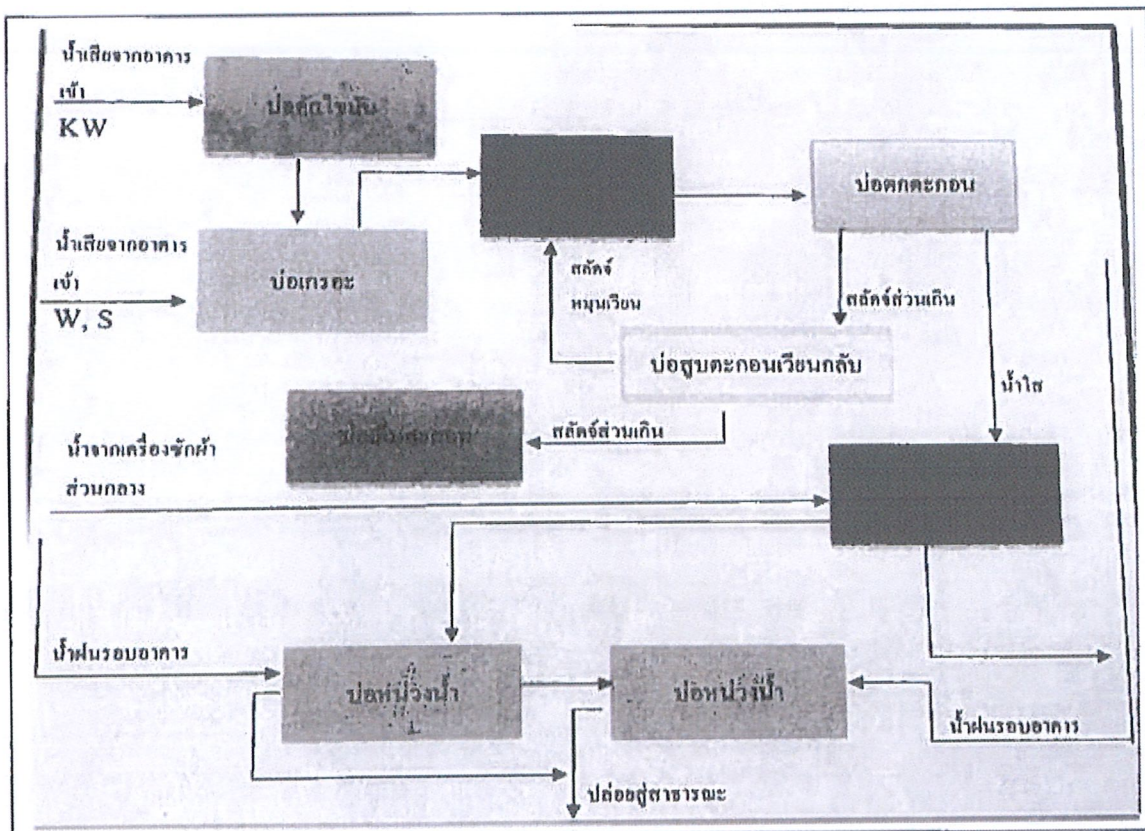 น้ำเสียจากอาคาร
เข้า
KW
บ่อดักไขมัน
บ่อตกตะกอน
น้ำเสียจากอาคาร
เข้า
W, S
บ่อเกรอะ
สลัดจ์
หมุนเวียน
สลัดจ์ส่วนเกิน
บ่อสูบตะกอนเวียนกลับ
น้ำใส
สลัดจ์ส่วนเกิน
น้ำจากเครื่องซักผ้า
ส่วนกลาง
น้ำฝนรอบอาคาร
บ่อหน่วงน้ำ
บ่อหน่วงน้ำ
น้ำฝนรอบอาคาร
ปล่อยสู่สาธารณะ